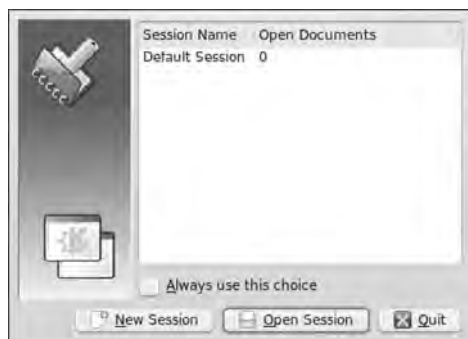 Session Name Open Documents
Default Session 0
Always use this choice
New Session Open Session Quit